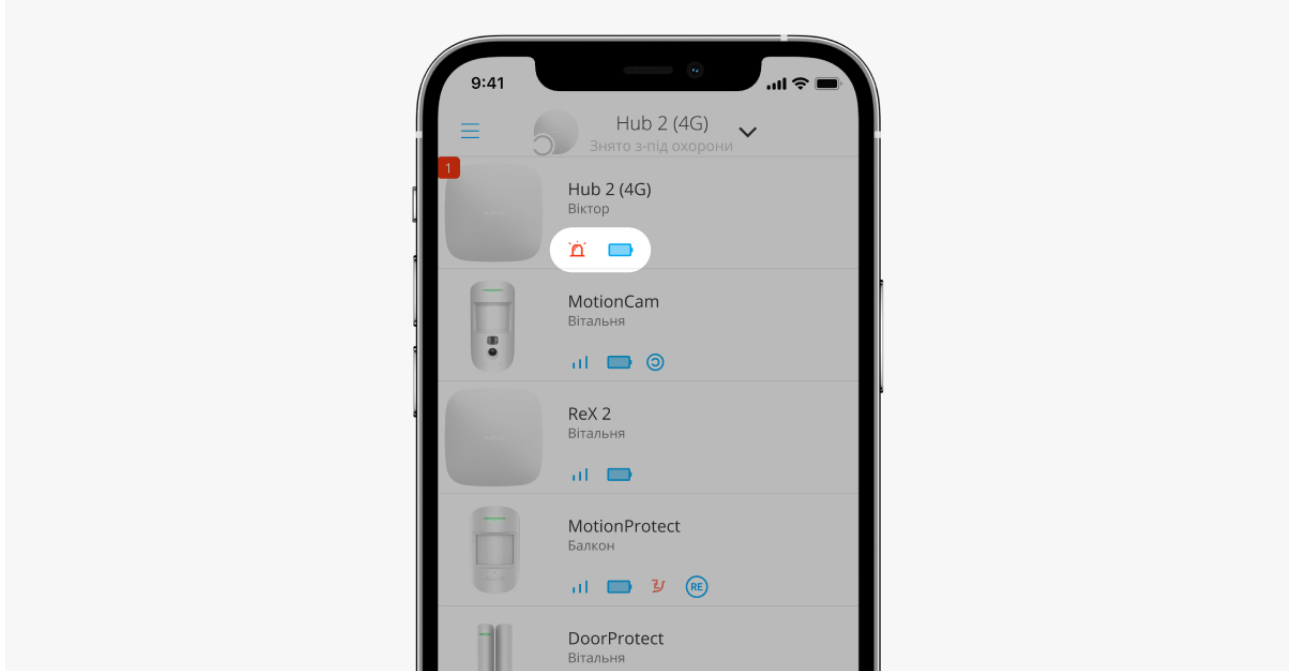 9:41
Hub 2 (4G)
Знято з-під охорони
1
Hub 2 (4G)
Віктор
MotionCam
Вітальня
ReX 2
Вітальня
MotionProtect
Балкон
RE
DoorProtect
Вітальня